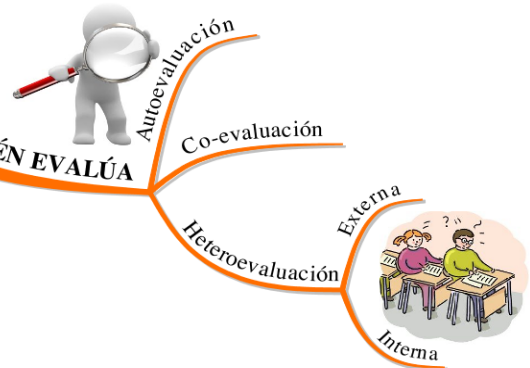 ÉN EVALÚA
Autoevaluación
Co-evaluación
Heteroevaluación
Externa
Interna